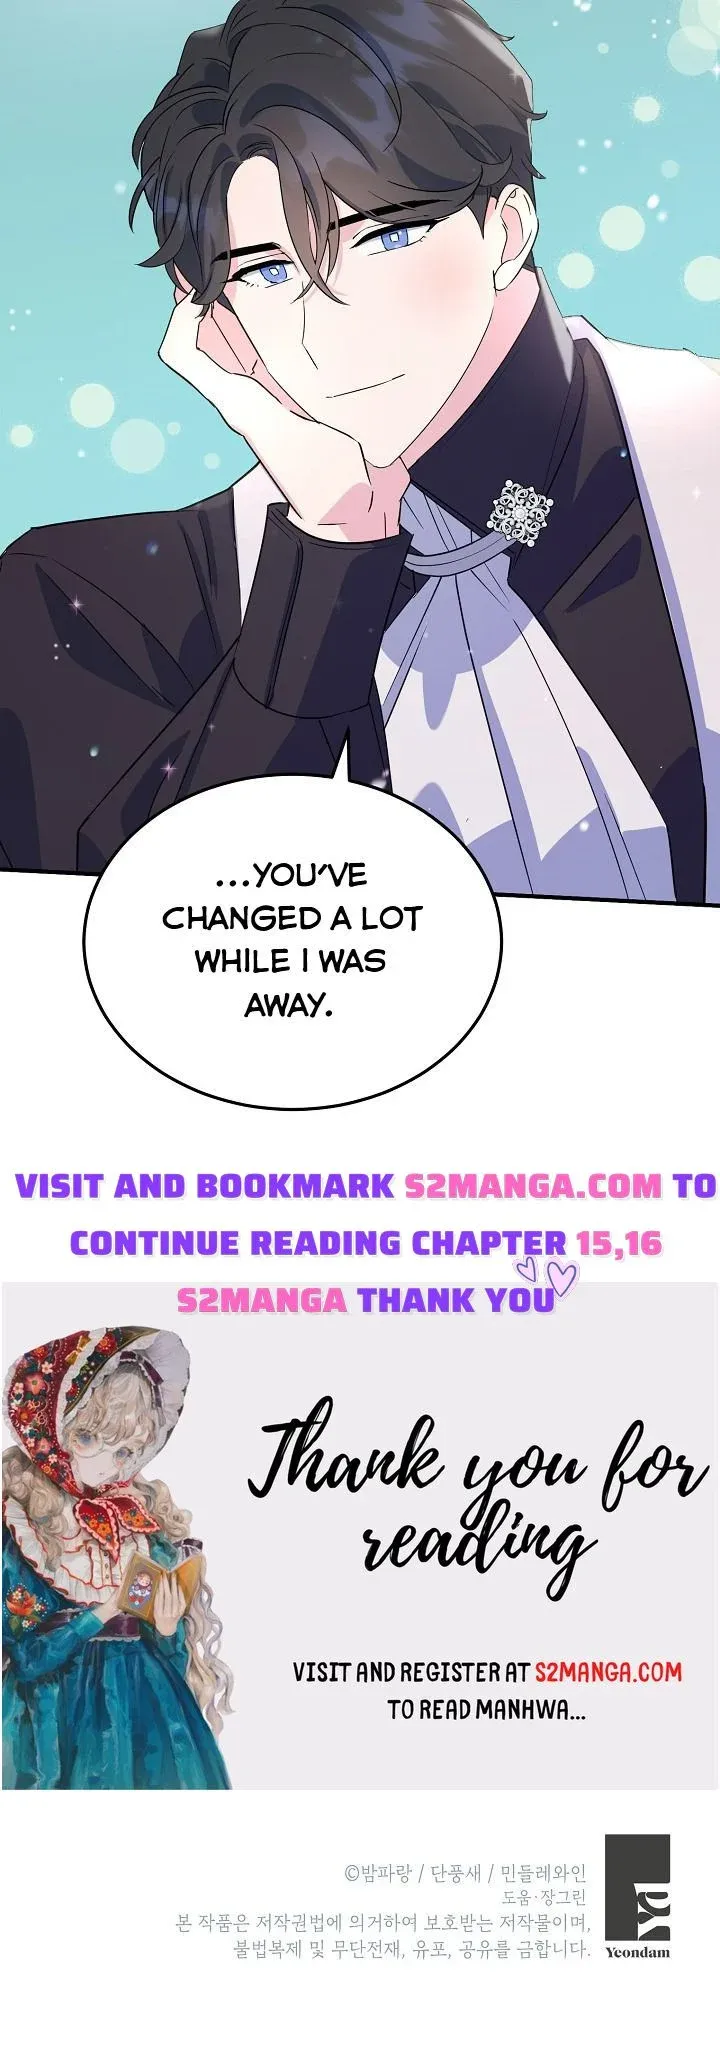 ...YOU'VE
CHANGED A LOT
WHILE I WAS
AWAY.
VISIT AND BOOKMARK S2MANGA.COM TO
CONTINUE READING CHAPTER 15,16
S2MANGA THANK YOU
Thank you for
reading
VISIT AND REGISTER AT S2MANGA.COM
TO READ MANHWA...
©밤파랑 / 단풍새 / 민들레와인
도움·장그린
본 작품은 저작권법에 의거하여 보호받는 저작물이며,
불법복제 및 무단전재, 유포, 공유를 금합니다.
Ya
Yeondam